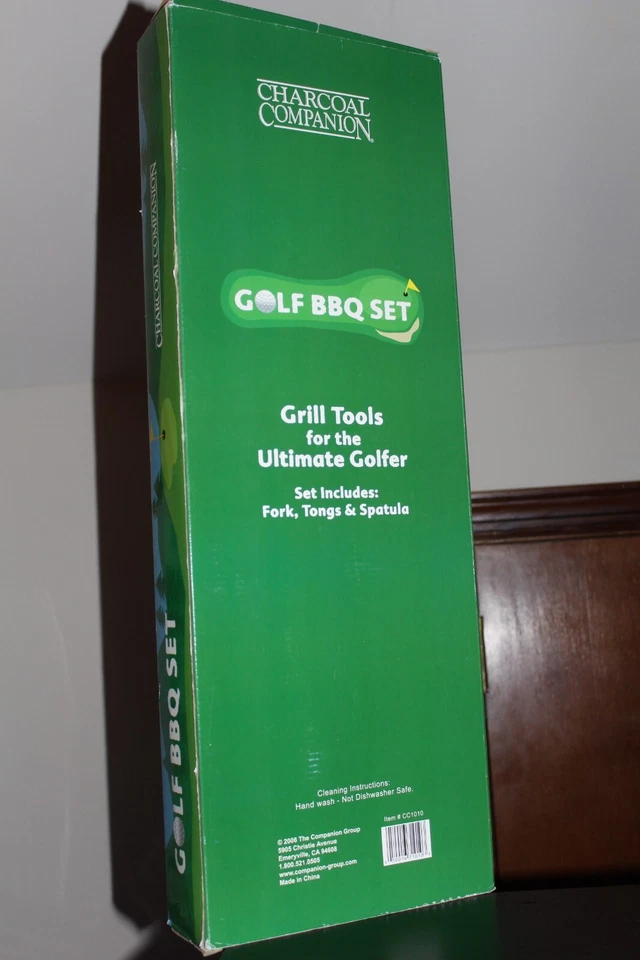 CHARCOAL
COMPANION
GOLF BBQ SET
Grill Tools
for the
Ultimate Golfer
Set Includes:
Fork, Tongs & Spatula
Cleaning Instructions:
Hand wash - Not Dishwasher Safe.
Item # CC1010
© 2006 The Companion Group
5905 Christie Avenue
Emeryville, CA 94608
1.800.521.0505
www.companion-group.com
Made in China
CHARCOAL COMPANION
GOLF BBQ SET